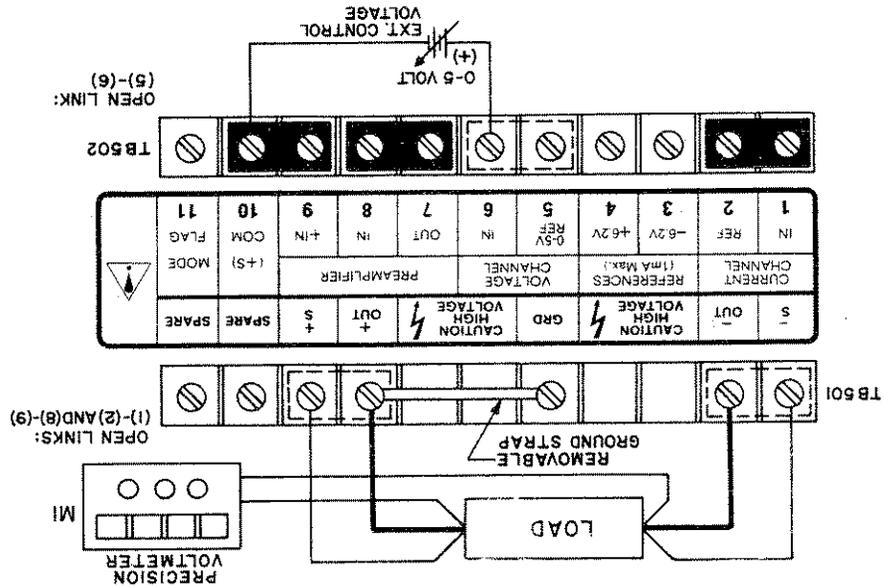 PRECISION
VOLTMETER
LOAD
M1
REMOVABLE
GROUND STRAP
OPEN LINKS:
(1)-(2) AND (8)-(9)
TB501
– S
– OUT
CAUTION
HIGH
VOLTAGE
GRD
CAUTION
HIGH
VOLTAGE
+ OUT
+ S
SPARE
SPARE
CURRENT
CHANNEL
REFERENCES
(1mA Max.)
VOLTAGE
CHANNEL
PREAMPLIFIER
(+S)
COM
MODE
FLAG
IN
REF
–6.2V
+6.2V
0-5V
REF
IN
OUT
IN
+IN
1 2 3 4 5 6 7 8 9 10 11
TB502
OPEN LINK:
(5)-(6)
0-5 VOLT
(+)
EXT. CONTROL
VOLTAGE